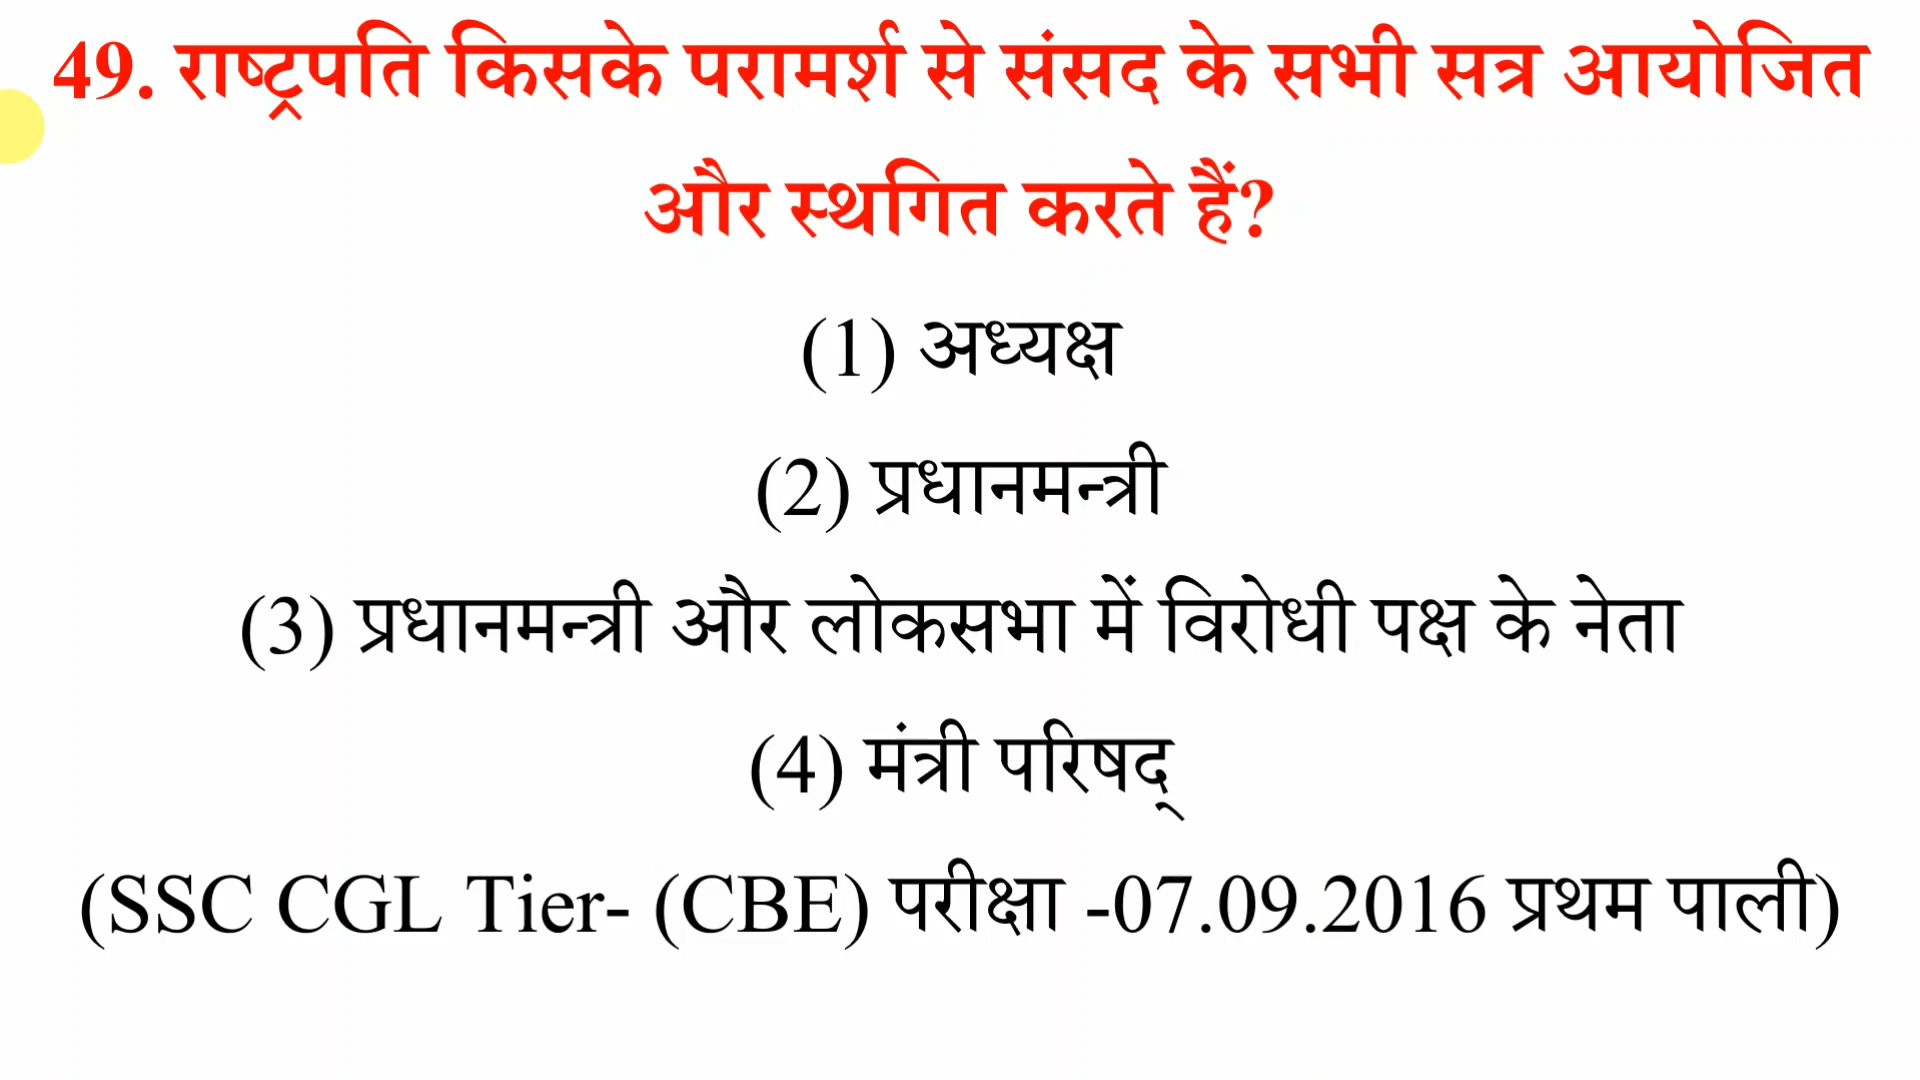 49. राष्ट्रपति किसके परामर्श से संसद के सभी सत्र आयोजित
और स्थगित करते हैं?
(1) अध्यक्ष
(2) प्रधानमन्त्री
(3) प्रधानमन्त्री और लोकसभा में विरोधी पक्ष के नेता
(4) मंत्री परिषद्
(SSC CGL Tier- (CBE) परीक्षा -07.09.2016 प्रथम पाली)